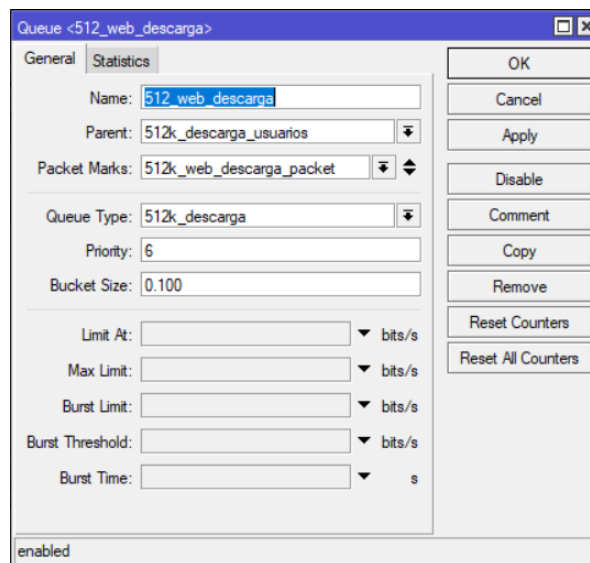 Queue <512_web_descarga>
General Statistics
Name: 512_web_descarga
Parent: 512k_descarga_usuarios
Packet Marks: 512k_web_descarga_packet
Queue Type: 512k_descarga
Priority: 6
Bucket Size: 0.100
Limit At: bits/s
Max Limit: bits/s
Burst Limit: bits/s
Burst Threshold: bits/s
Burst Time: s
OK
Cancel
Apply
Disable
Comment
Copy
Remove
Reset Counters
Reset All Counters
enabled